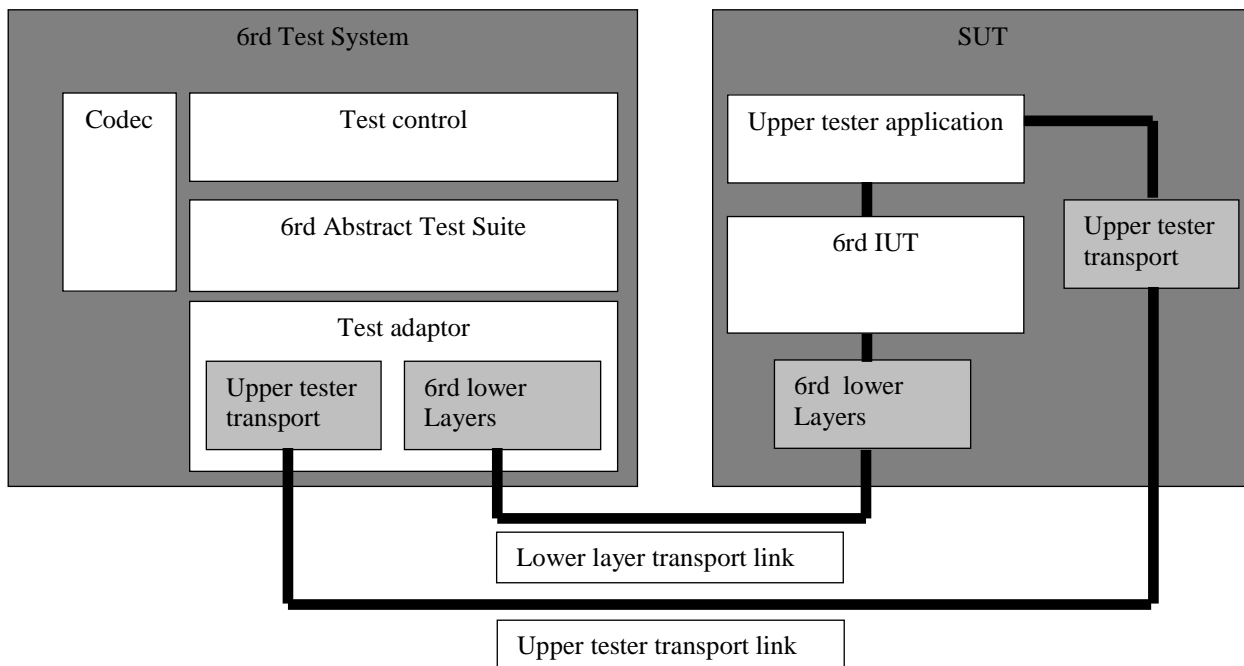 6rd Test System
Codec
Test control
6rd Abstract Test Suite
Test adaptor
Upper tester
transport
6rd lower
Layers
SUT
Upper tester application
6rd IUT
Upper tester
transport
6rd lower
Layers
Lower layer transport link
Upper tester transport link